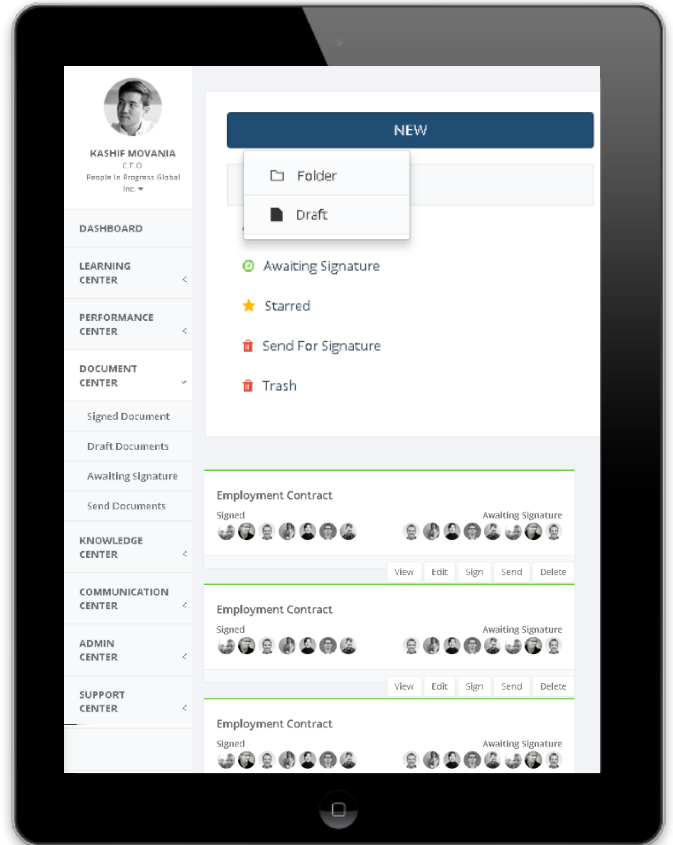 KASHIF MOVANIA
C.T.O
People In Progress Global
Inc.
DASHBOARD
LEARNING
CENTER
PERFORMANCE
CENTER
DOCUMENT
CENTER
Signed Document
Draft Documents
Awaiting Signature
Send Documents
KNOWLEDGE
CENTER
COMMUNICATION
CENTER
ADMIN
CENTER
SUPPORT
CENTER
NEW
Folder
Draft
Awaiting Signature
Starred
Send For Signature
Trash
Employment Contract
Signed Awaiting Signature
View Edit Sign Send Delete
Employment Contract
Signed Awaiting Signature
View Edit Sign Send Delete
Employment Contract
Signed Awaiting Signature